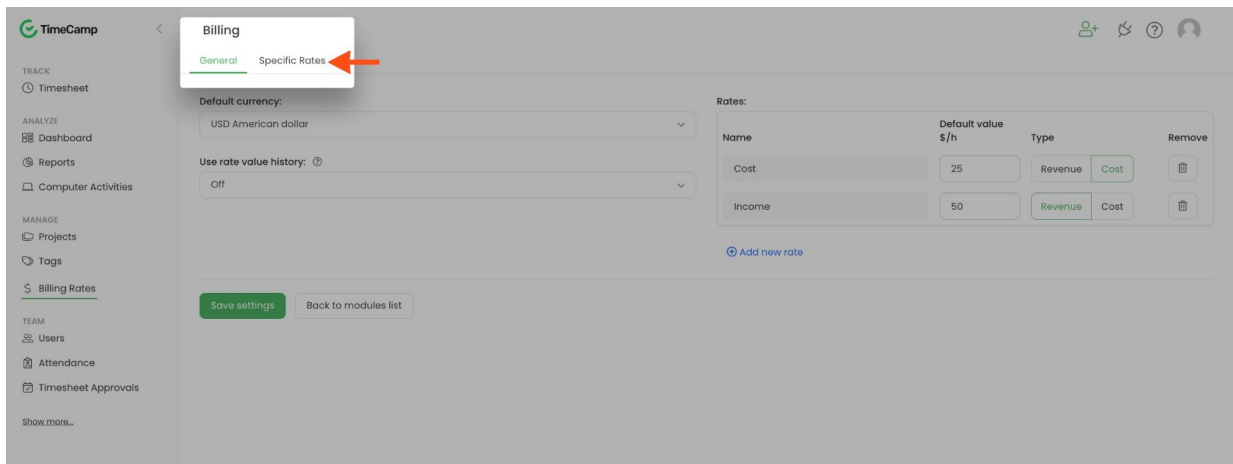 TimeCamp
TRACK
Timesheet
ANALYZE
Dashboard
Reports
Computer Activities
MANAGE
Projects
Tags
$ Billing Rates
TEAM
Users
Attendance
Timesheet Approvals
Show more...
Billing
General Specific Rates
Default currency:
USD American dollar
Use rate value history:
Off
Save settings Back to modules list
Rates:
Name Default value $/h Type Remove
Cost 25 Revenue Cost
Income 50 Revenue Cost
Add new rate